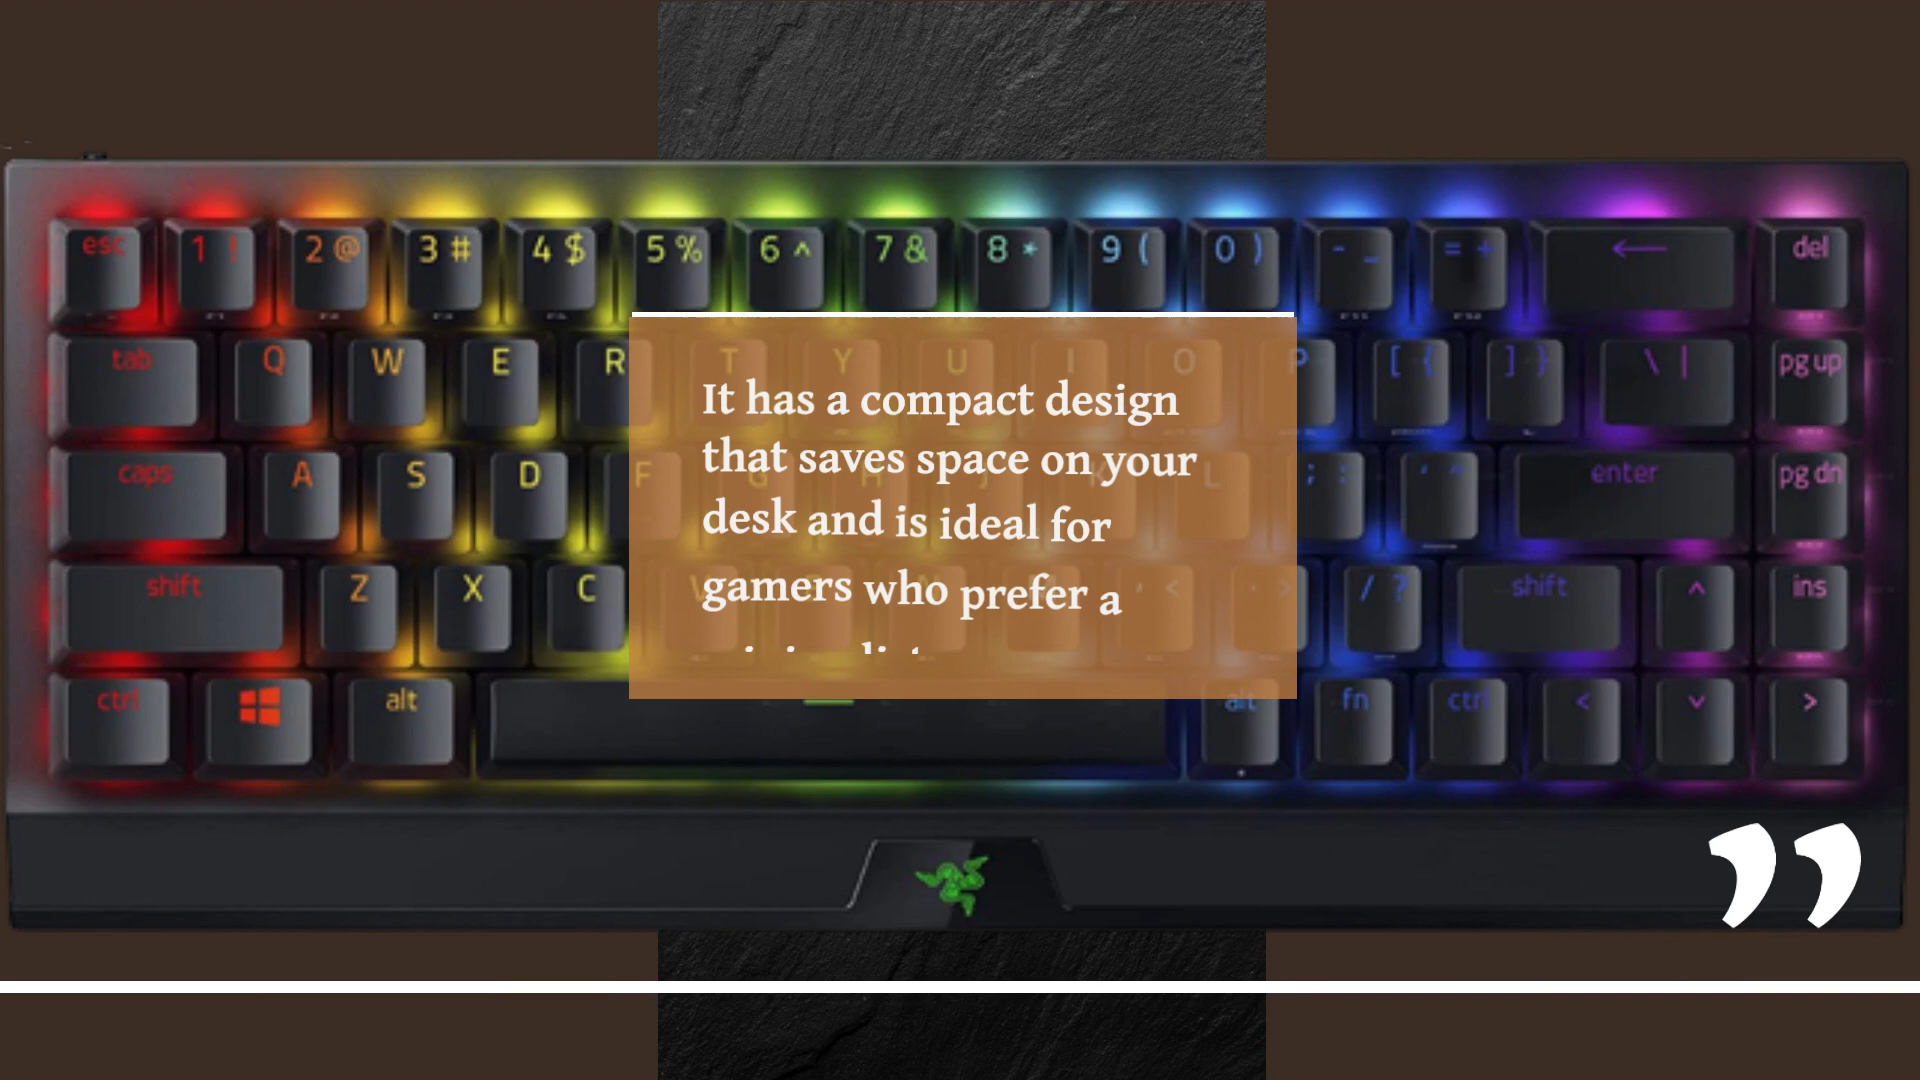 esc 1 ! 2 @ 3 # 4 $ 5 % 6 ^ 7 & 8 * 9 ( 0 ) - _ = + ← del
tab Q W E R T Y U I O P [ { ] } \ | pg up
caps A S D F G H J K L ; : ' " enter pg dn
shift Z X C , < . > / ? shift ^ ins
ctrl alt alt fn ctrl < v >
It has a compact design
that saves space on your
desk and is ideal for
gamers who prefer a
”